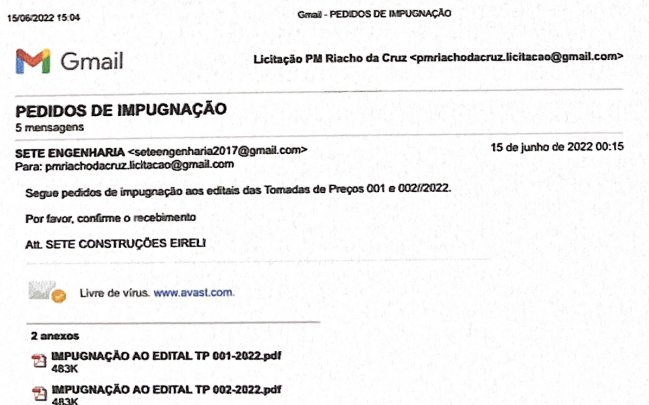 15/06/2022 15:04
Gmail - PEDIDOS DE IMPUGNAÇÃO
Gmail
Licitação PM Riacho da Cruz <pmriachodacruz.licitacao@gmail.com>
PEDIDOS DE IMPUGNAÇÃO
5 mensagens
SETE ENGENHARIA <seteengenharia2017@gmail.com>
15 de junho de 2022 00:15
Para: pmriachodacruz.licitacao@gmail.com
Segue pedidos de impugnação aos editais das Tomadas de Preços 001 e 002//2022.
Por favor, confirme o recebimento
Att. SETE CONSTRUÇÕES EIRELI
Livre de vírus. www.avast.com.
2 anexos
IMPUGNAÇÃO AO EDITAL TP 001-2022.pdf
483K
IMPUGNAÇÃO AO EDITAL TP 002-2022.pdf
483K